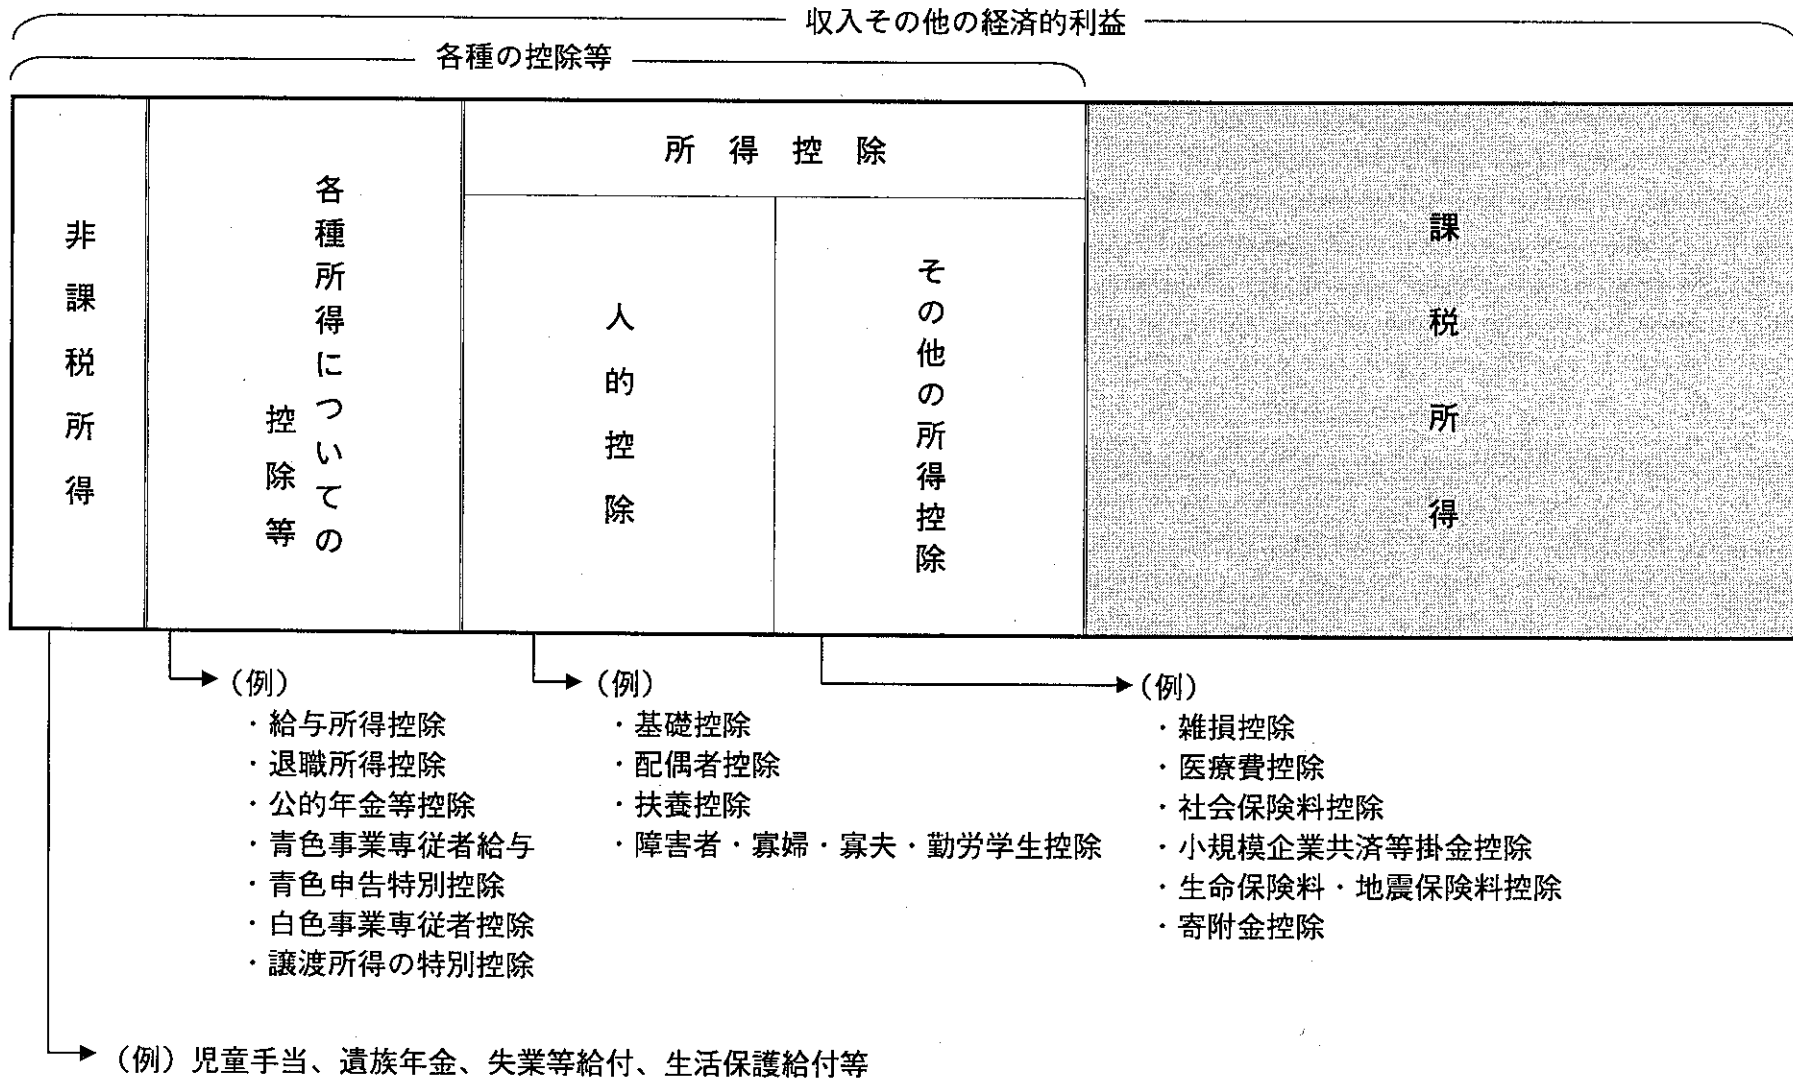 収入その他の経済的利益
各種の控除等
非課税所得
各種所得についての
控除等
所得控除
人的控除
その他の所得控除
課税所得
（例）
・給与所得控除
・退職所得控除
・公的年金等控除
・青色事業専従者給与
・青色申告特別控除
・白色事業専従者控除
・譲渡所得の特別控除
（例）
・基礎控除
・配偶者控除
・扶養控除
・障害者・寡婦・寡夫・勤労学生控除
（例）
・雑損控除
・医療費控除
・社会保険料控除
・小規模企業共済等掛金控除
・生命保険料・地震保険料控除
・寄附金控除
（例）児童手当、遺族年金、失業等給付、生活保護給付等